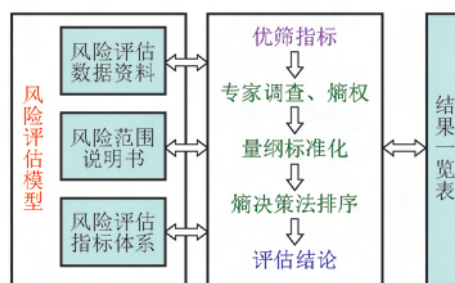 风险评估模型
风险评估
数据资料
风险范围
说明书
风险评估
指标体系
优筛指标
专家调查、熵权
量纲标准化
熵决策法排序
评估结论
结果一览表